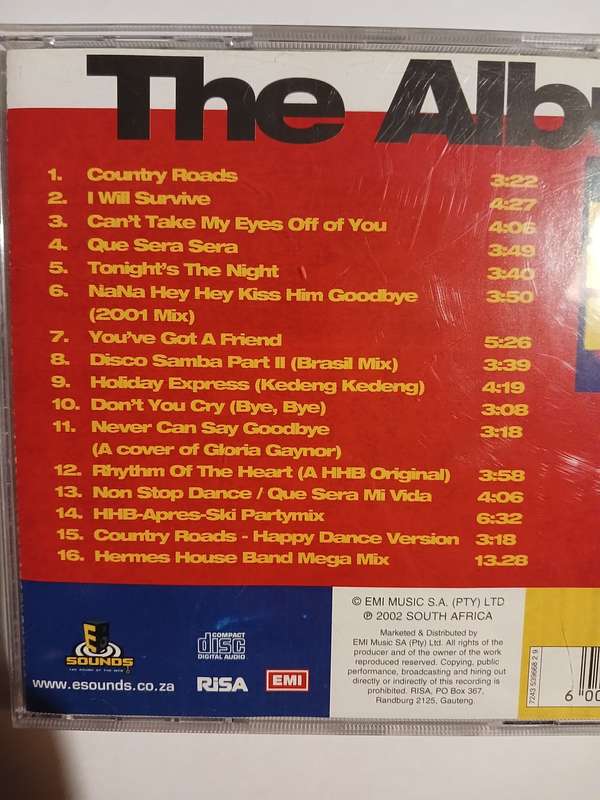 The Alb
1. Country Roads 3:22
2. I Will Survive 4:27
3. Can't Take My Eyes Off of You 4:06
4. Que Sera Sera 3:49
5. Tonight's The Night 3:40
6. NaNa Hey Hey Kiss Him Goodbye 3:50
(2001 Mix)
7. You've Got A Friend 5:26
8. Disco Samba Part II (Brasil Mix) 3:39
9. Holiday Express (Kedeng Kedeng) 4:19
10. Don't You Cry (Bye, Bye) 3:08
11. Never Can Say Goodbye 3:18
(A cover of Gloria Gaynor)
12. Rhythm Of The Heart (A HHB Original) 3:58
13. Non Stop Dance / Que Sera Mi Vida 4:06
14. HHB-Apres-Ski Partymix 6:32
15. Country Roads - Happy Dance Version 3:18
16. Hermes House Band Mega Mix 13.28
SOUNDS
www.esounds.co.za
COMPACT
disc
DIGITAL AUDIO
RiSA
EMI
© EMI MUSIC S.A. (PTY) LTD
℗ 2002 SOUTH AFRICA
Marketed & Distributed by
EMI Music SA (Pty) Ltd. All rights of the
producer and of the owner of the work
reproduced reserved. Copying, public
performance, broadcasting and hiring out
directly or indirectly of this recording is
prohibited. RISA, PO Box 367,
Randburg 2125, Gauteng.
7243 539668 2 9
6 00